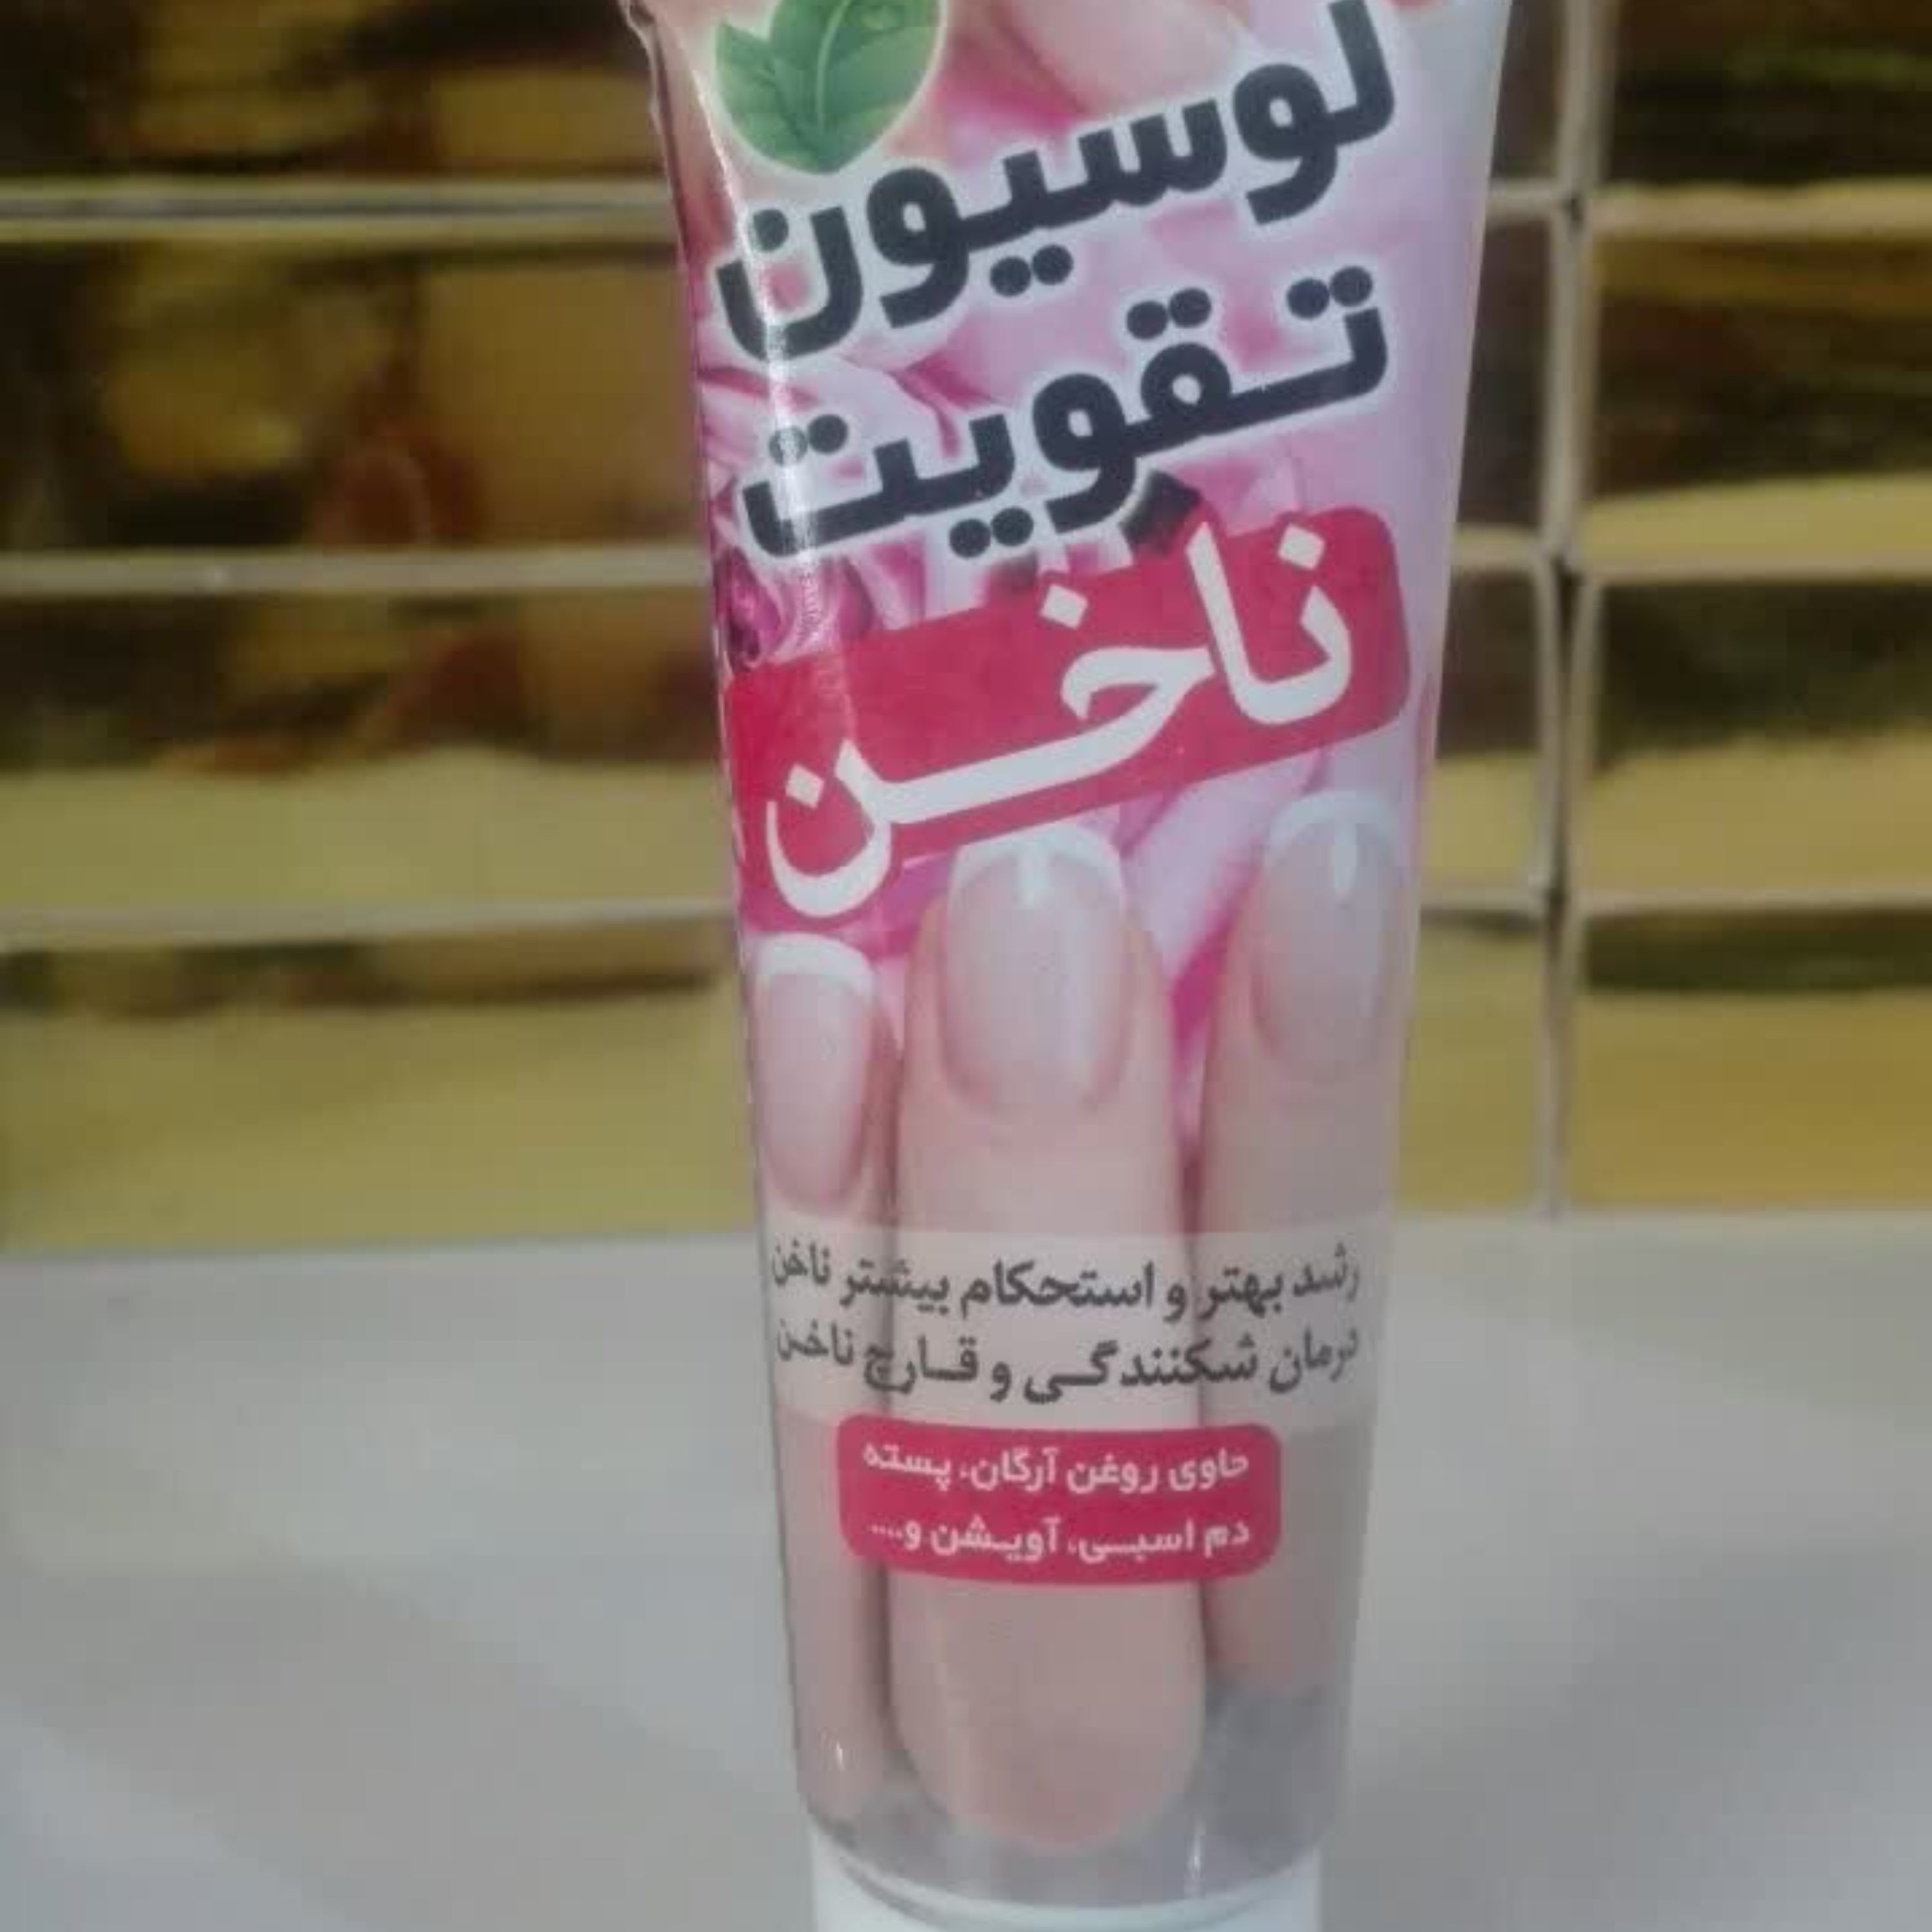 لوسیون
تقویت
ناخن
رشد بهتر و استحکام بیشتر ناخن
درمان شکنندگی و قارچ ناخن
حاوی روغن آرگان، پسته
دم اسبی، آویشن و....